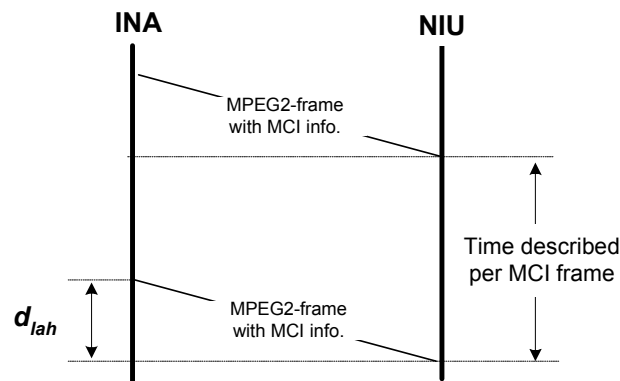 INA
NIU
MPEG2-frame
with MCI info.
Time described
per MCI frame
d_lah
MPEG2-frame
with MCI info.